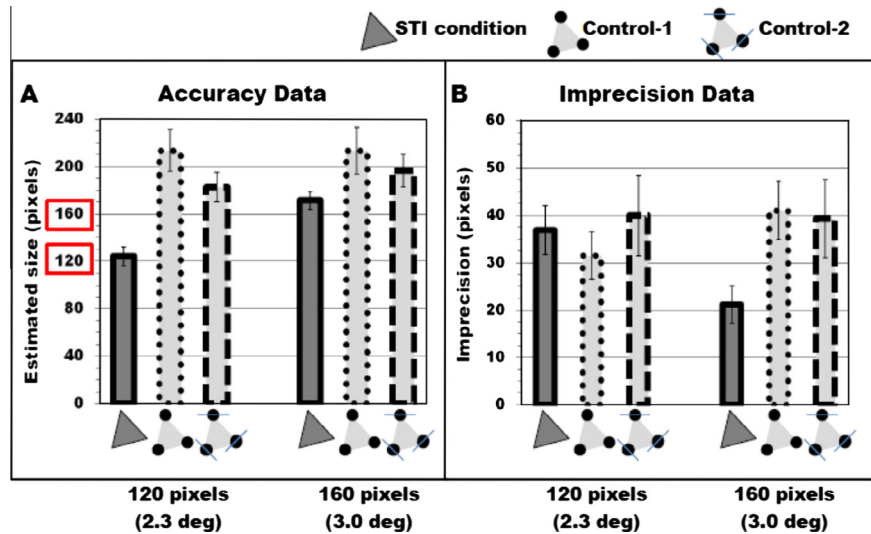 STI condition
Control-1
Control-2
A
Accuracy Data
Estimated size (pixels)
240
200
160
120
80
40
0
120 pixels
(2.3 deg)
160 pixels
(3.0 deg)
B
Imprecision Data
Imprecision (pixels)
60
50
40
30
20
10
0
120 pixels
(2.3 deg)
160 pixels
(3.0 deg)